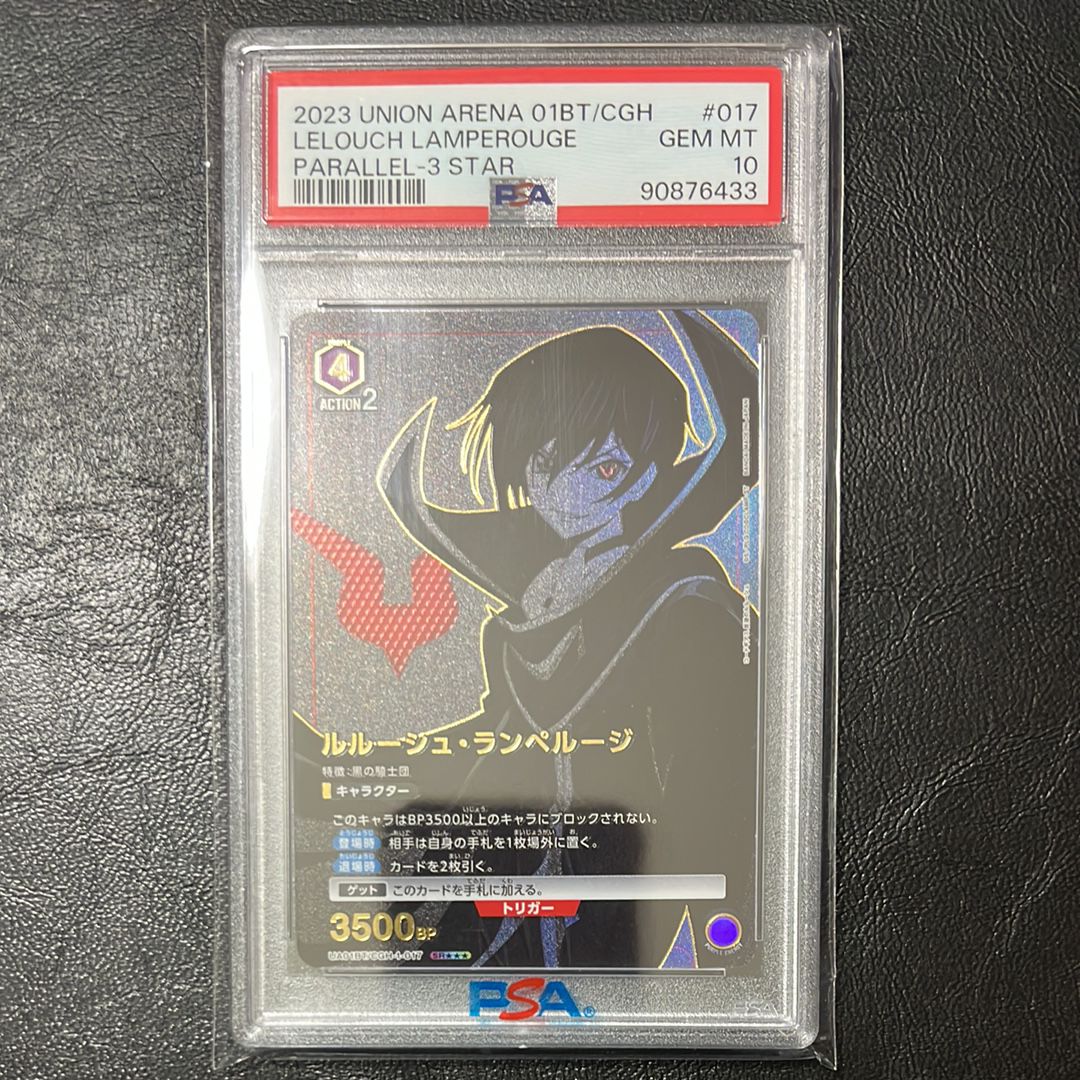 2023 UNION ARENA 01BT/CGH #017
LELOUCH LAMPEROUGE GEM MT
PARALLEL-3 STAR 10
PSA 90876433
4
ACTION2
ルルーシュ・ランペルージ
特徴:黒の騎士団
キャラクター
このキャラはBP3500以上のキャラにブロックされない。
登場時 相手は自身の手札を1枚場外に置く。
退場時 カードを2枚引く。
ゲット このカードを手札に加える。
トリガー
3500BP
UA01BT/CGH-1-017 SR★★★
PSA®